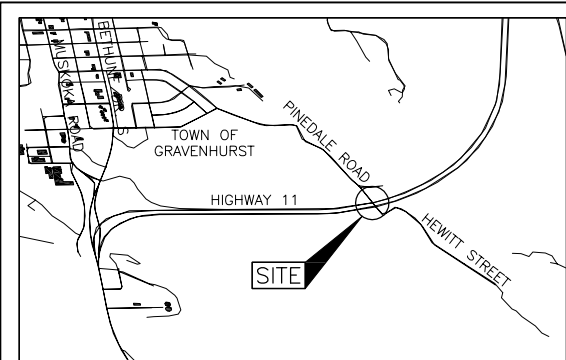 MUSKOKA ROAD
BETHUNE
PINEDALE ROAD
TOWN OF
GRAVENHURST
HIGHWAY 11
HEWITT STREET
SITE